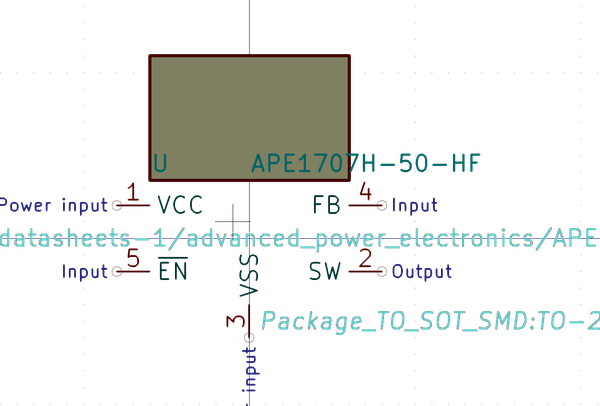 U APE1707H-50-HF
Power input 1 VCC FB 4 Input
datasheets-1/advanced_power_electronics/APE
Input 5 EN SW 2 Output
VSS
3
Package_TO_SOT_SMD:TO-2
input